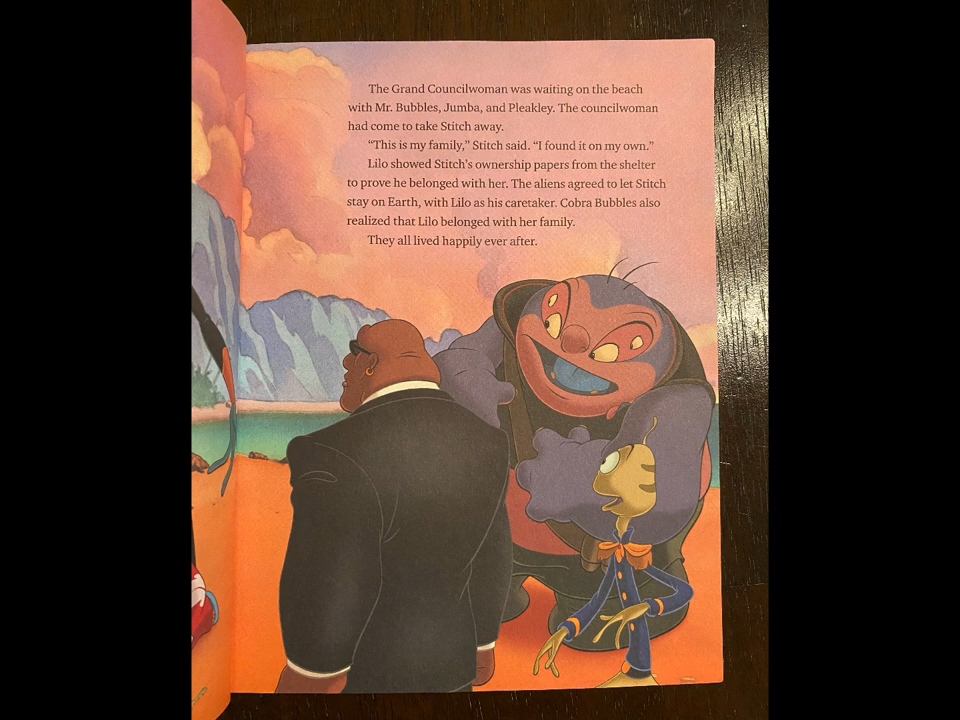 The Grand Councilwoman was waiting on the beach
with Mr. Bubbles, Jumba, and Pleakley. The councilwoman
had come to take Stitch away.
“This is my family,” Stitch said. “I found it on my own.”
Lilo showed Stitch’s ownership papers from the shelter
to prove he belonged with her. The aliens agreed to let Stitch
stay on Earth, with Lilo as his caretaker. Cobra Bubbles also
realized that Lilo belonged with her family.
They all lived happily ever after.